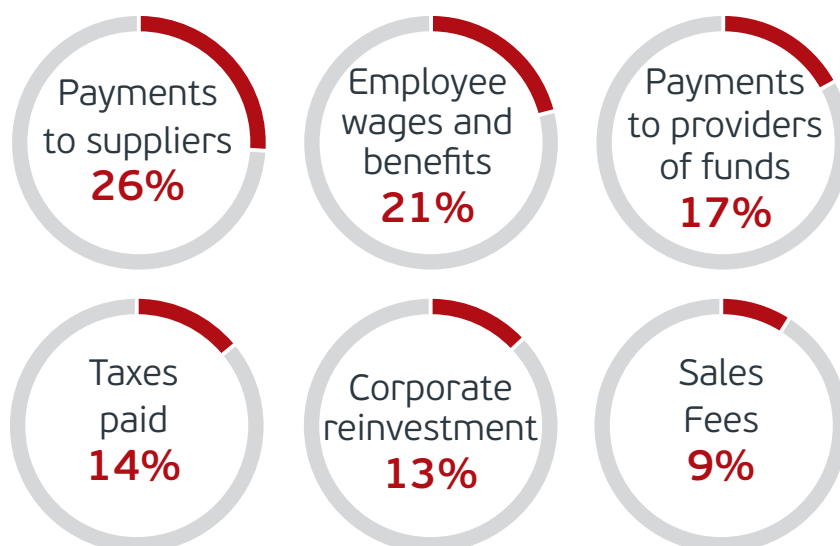 Payments
to suppliers
26%
Employee
wages and
benefits
21%
Payments
to providers
of funds
17%
Taxes
paid
14%
Corporate
reinvestment
13%
Sales
Fees
9%